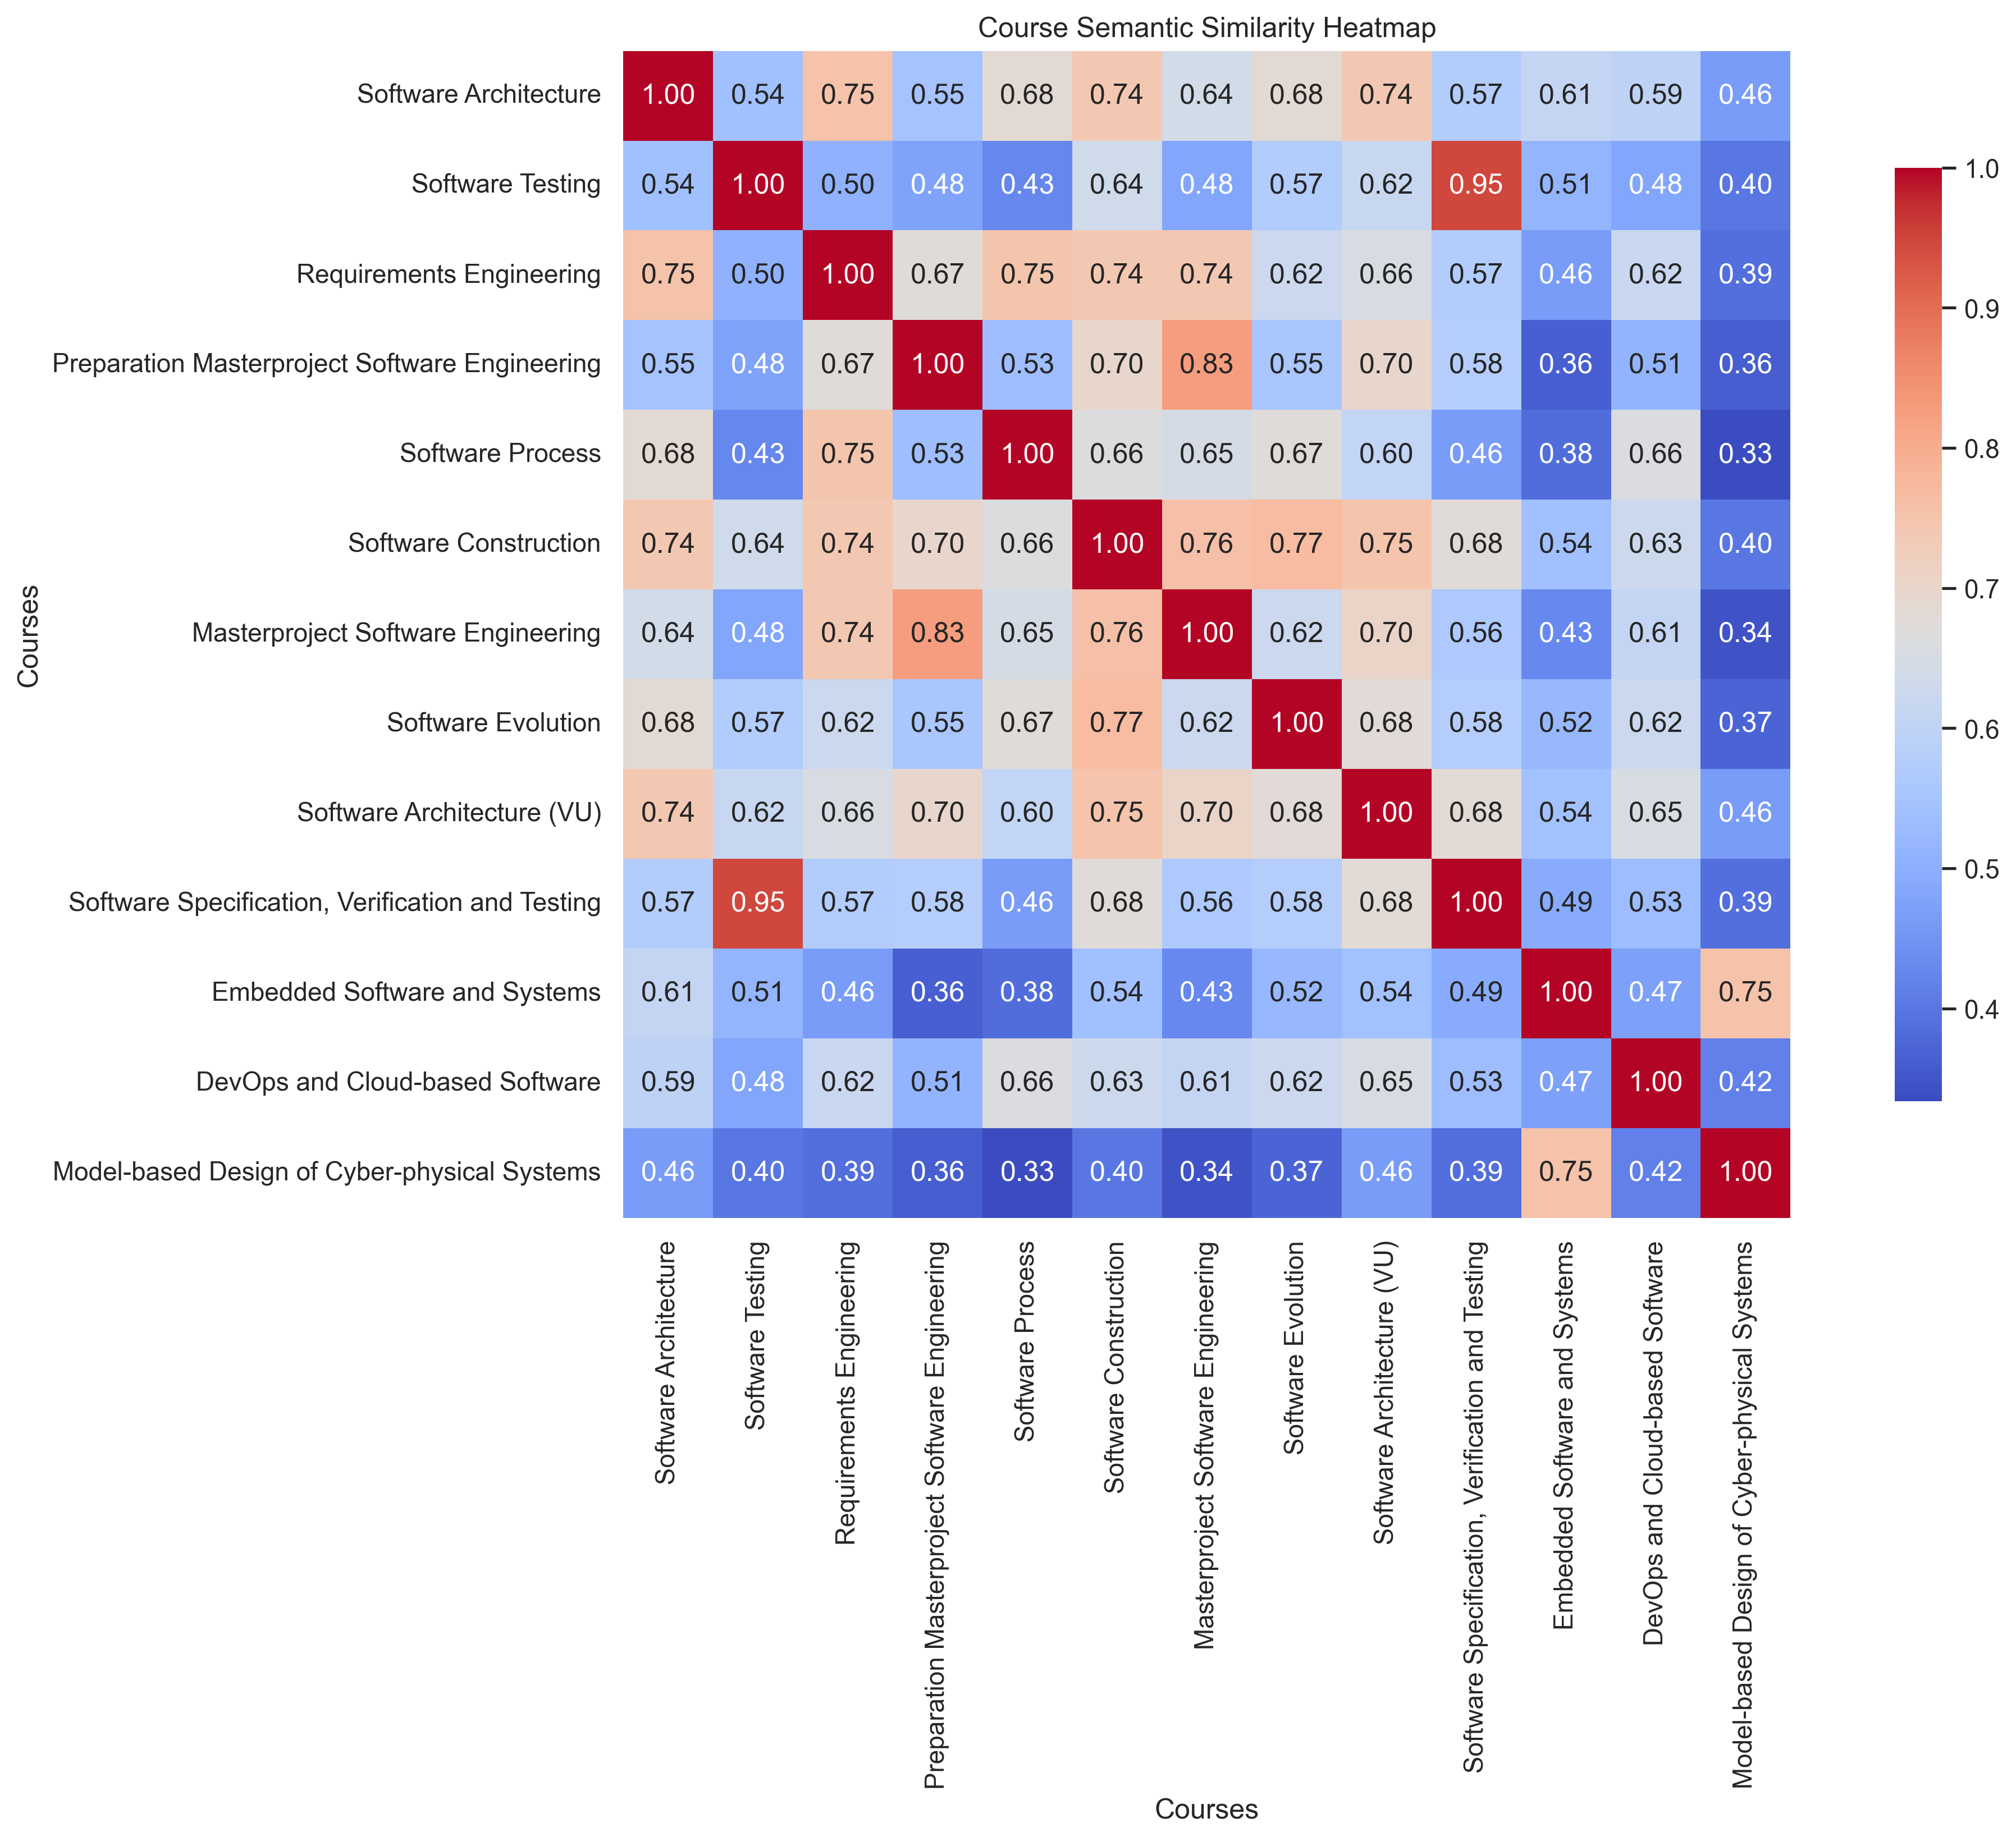 Course Semantic Similarity Heatmap
Software Architecture 1.00 0.54 0.75 0.55 0.68 0.74 0.64 0.68 0.74 0.57 0.61 0.59 0.46
Software Testing 0.54 1.00 0.50 0.48 0.43 0.64 0.48 0.57 0.62 0.95 0.51 0.48 0.40
Requirements Engineering 0.75 0.50 1.00 0.67 0.75 0.74 0.74 0.62 0.66 0.57 0.46 0.62 0.39
Preparation Masterproject Software Engineering 0.55 0.48 0.67 1.00 0.53 0.70 0.83 0.55 0.70 0.58 0.36 0.51 0.36
Software Process 0.68 0.43 0.75 0.53 1.00 0.66 0.65 0.67 0.60 0.46 0.38 0.66 0.33
Software Construction 0.74 0.64 0.74 0.70 0.66 1.00 0.76 0.77 0.75 0.68 0.54 0.63 0.40
Masterproject Software Engineering 0.64 0.48 0.74 0.83 0.65 0.76 1.00 0.62 0.70 0.56 0.43 0.61 0.34
Software Evolution 0.68 0.57 0.62 0.55 0.67 0.77 0.62 1.00 0.68 0.58 0.52 0.62 0.37
Software Architecture (VU) 0.74 0.62 0.66 0.70 0.60 0.75 0.70 0.68 1.00 0.68 0.54 0.65 0.46
Software Specification, Verification and Testing 0.57 0.95 0.57 0.58 0.46 0.68 0.56 0.58 0.68 1.00 0.49 0.53 0.39
Embedded Software and Systems 0.61 0.51 0.46 0.36 0.38 0.54 0.43 0.52 0.54 0.49 1.00 0.47 0.75
DevOps and Cloud-based Software 0.59 0.48 0.62 0.51 0.66 0.63 0.61 0.62 0.65 0.53 0.47 1.00 0.42
Model-based Design of Cyber-physical Systems 0.46 0.40 0.39 0.36 0.33 0.40 0.34 0.37 0.46 0.39 0.75 0.42 1.00
Courses
Software Architecture
Software Testing
Requirements Engineering
Preparation Masterproject Software Engineering
Software Process
Software Construction
Masterproject Software Engineering
Software Evolution
Software Architecture (VU)
Software Specification, Verification and Testing
Embedded Software and Systems
DevOps and Cloud-based Software
Model-based Design of Cyber-physical Systems
Courses
1.0
0.9
0.8
0.7
0.6
0.5
0.4